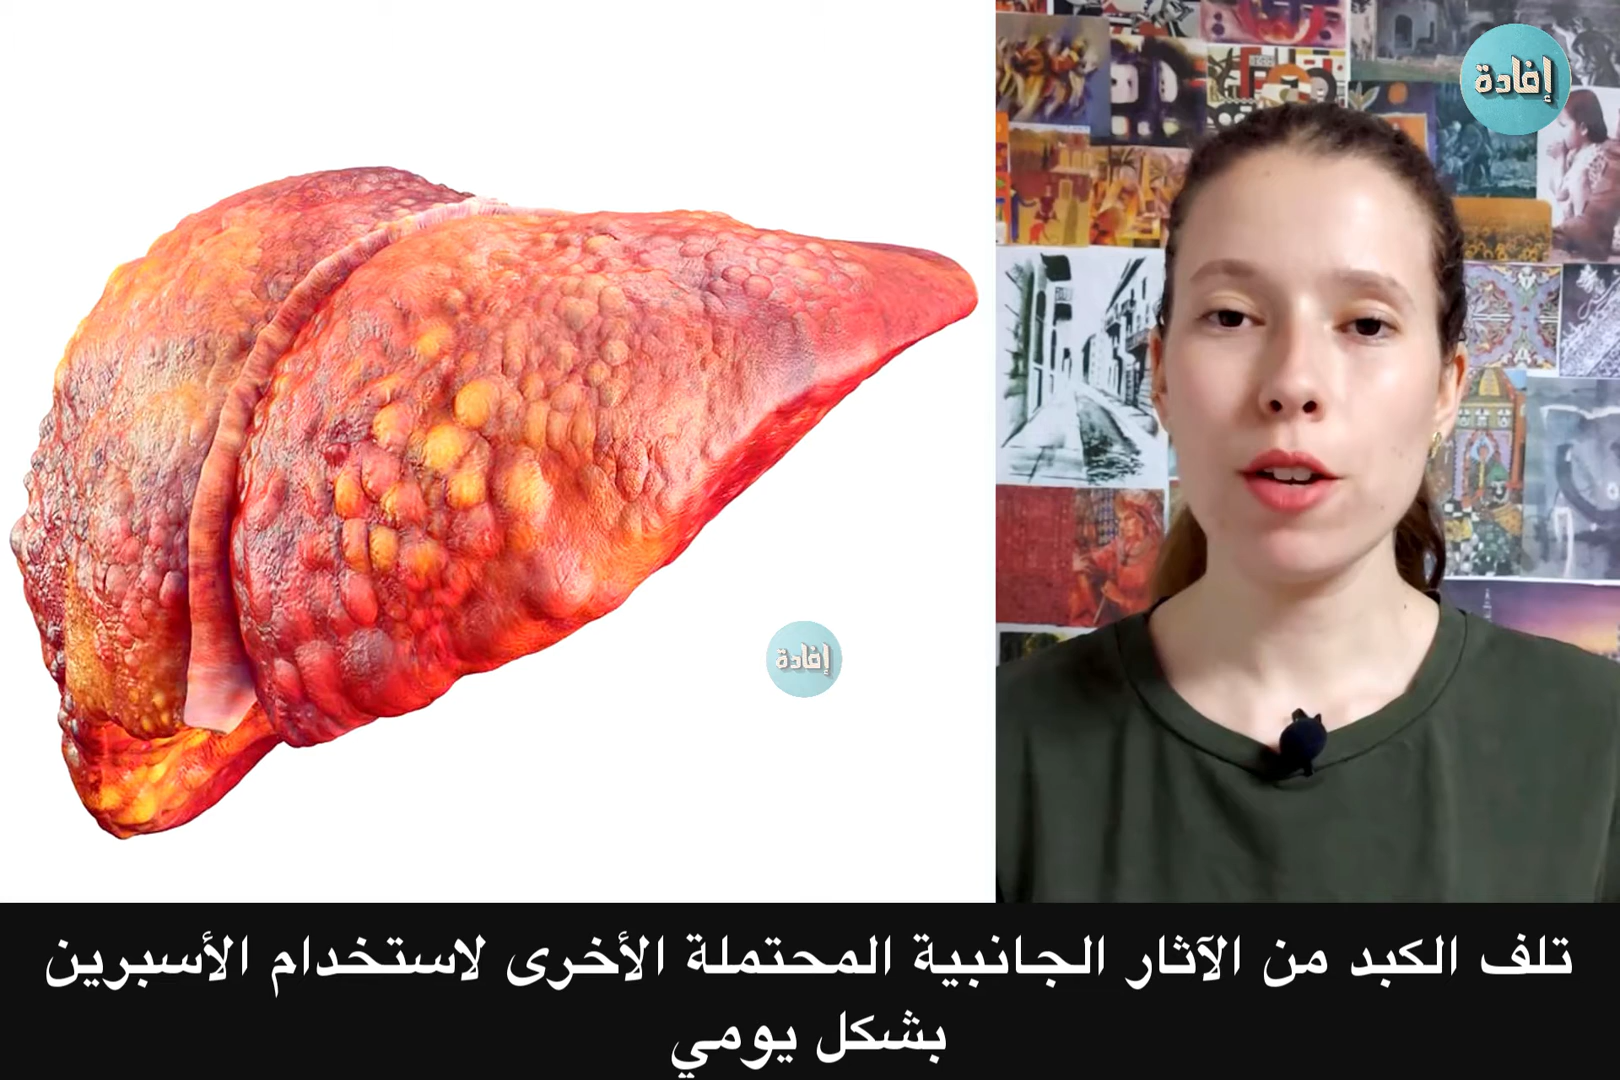 إفادة
إفادة
تلف الكبد من الآثار الجانبية المحتملة الأخرى لاستخدام الأسبرين
بشكل يومي